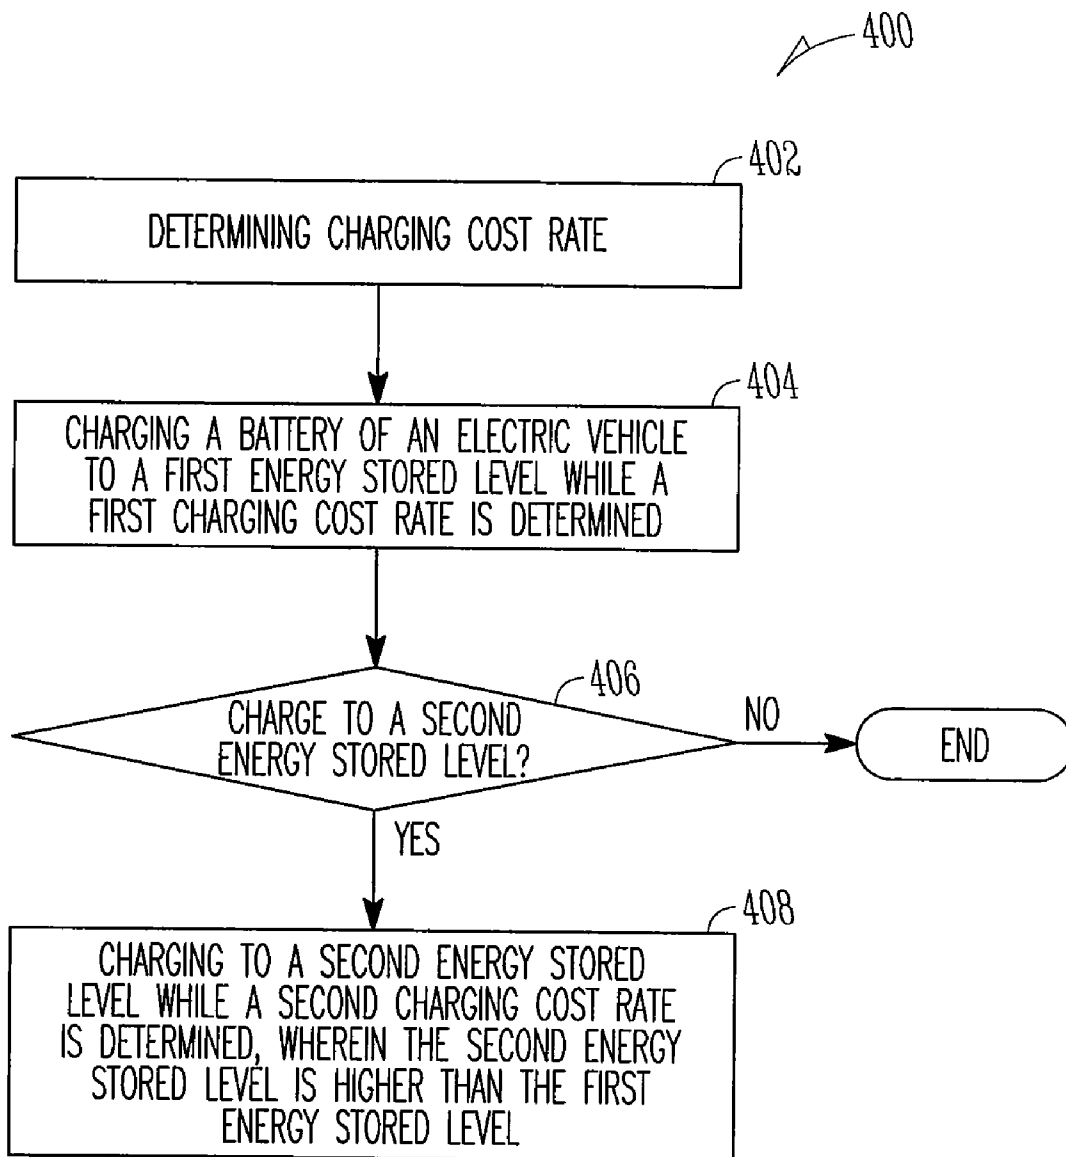 400
402
DETERMINING CHARGING COST RATE
404
CHARGING A BATTERY OF AN ELECTRIC VEHICLE
TO A FIRST ENERGY STORED LEVEL WHILE A
FIRST CHARGING COST RATE IS DETERMINED
406
CHARGE TO A SECOND
ENERGY STORED LEVEL?
NO
END
YES
408
CHARGING TO A SECOND ENERGY STORED
LEVEL WHILE A SECOND CHARGING COST RATE
IS DETERMINED, WHEREIN THE SECOND ENERGY
STORED LEVEL IS HIGHER THAN THE FIRST
ENERGY STORED LEVEL